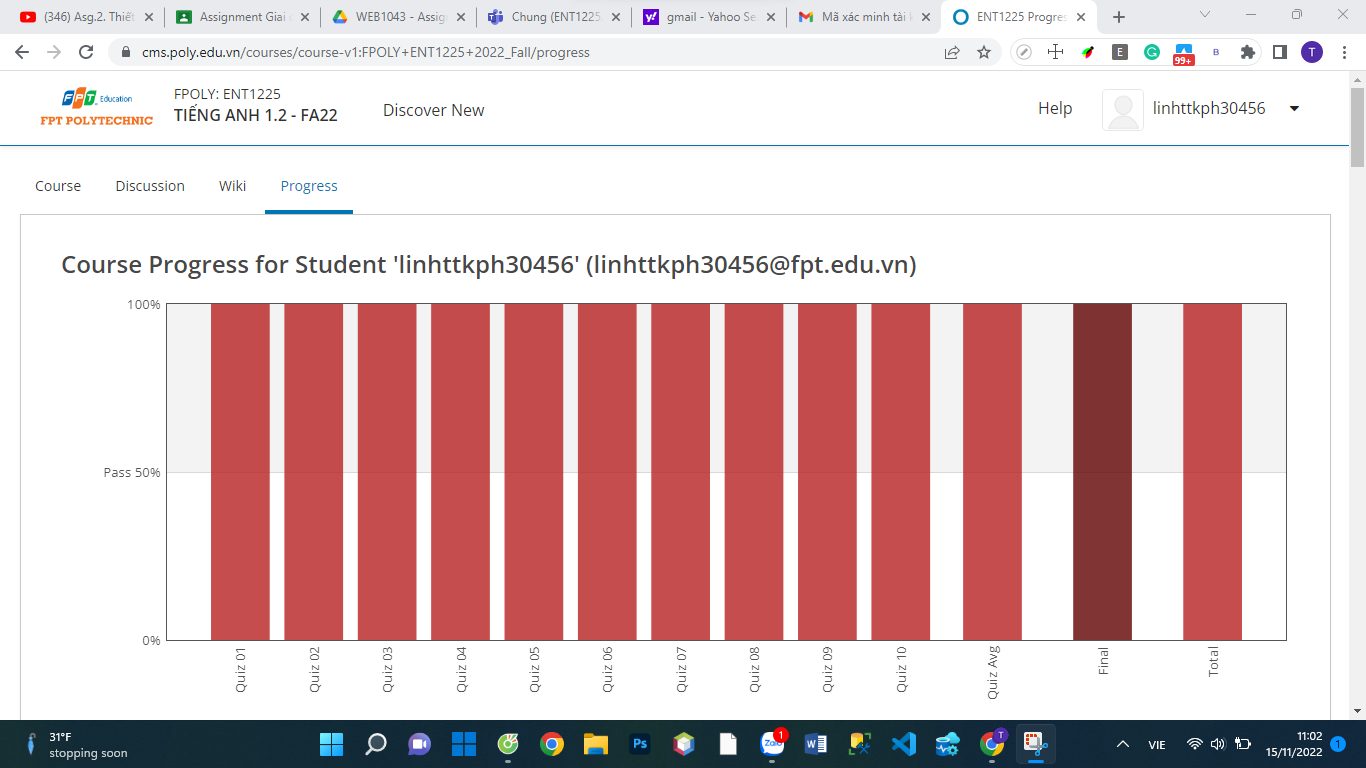 (346) Asg.2. Thiết
Assignment Giai
WEB1043 - Assig
Chung (ENT1225
gmail - Yahoo Se
Mã xác minh tài k
ENT1225 Progres
cms.poly.edu.vn/courses/course-v1:FPOLY+ENT1225+2022_Fall/progress
E
99+
B
T
FPT Education
FPT POLYTECHNIC
FPOLY: ENT1225
TIẾNG ANH 1.2 - FA22
Discover New
Help
linhttkph30456
Course
Discussion
Wiki
Progress
Course Progress for Student 'linhttkph30456' (linhttkph30456@fpt.edu.vn)
100%
Pass 50%
0%
Quiz 01
Quiz 02
Quiz 03
Quiz 04
Quiz 05
Quiz 06
Quiz 07
Quiz 08
Quiz 09
Quiz 10
Quiz Avg
Final
Total
31°F
stopping soon
Ps
Zalo
1
W
T
VIE
11:02
15/11/2022
1